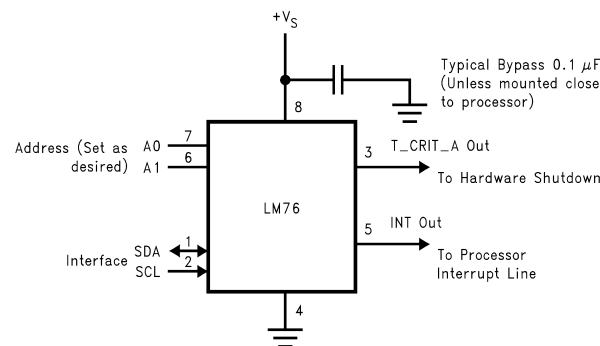 +VS
Typical Bypass 0.1 μF
(Unless mounted close
to processor)
8
Address (Set as
desired)
A0
7
A1
6
3
T_CRIT_A Out
To Hardware Shutdown
LM76
5
INT Out
To Processor
Interrupt Line
Interface
SDA
1
SCL
2
4